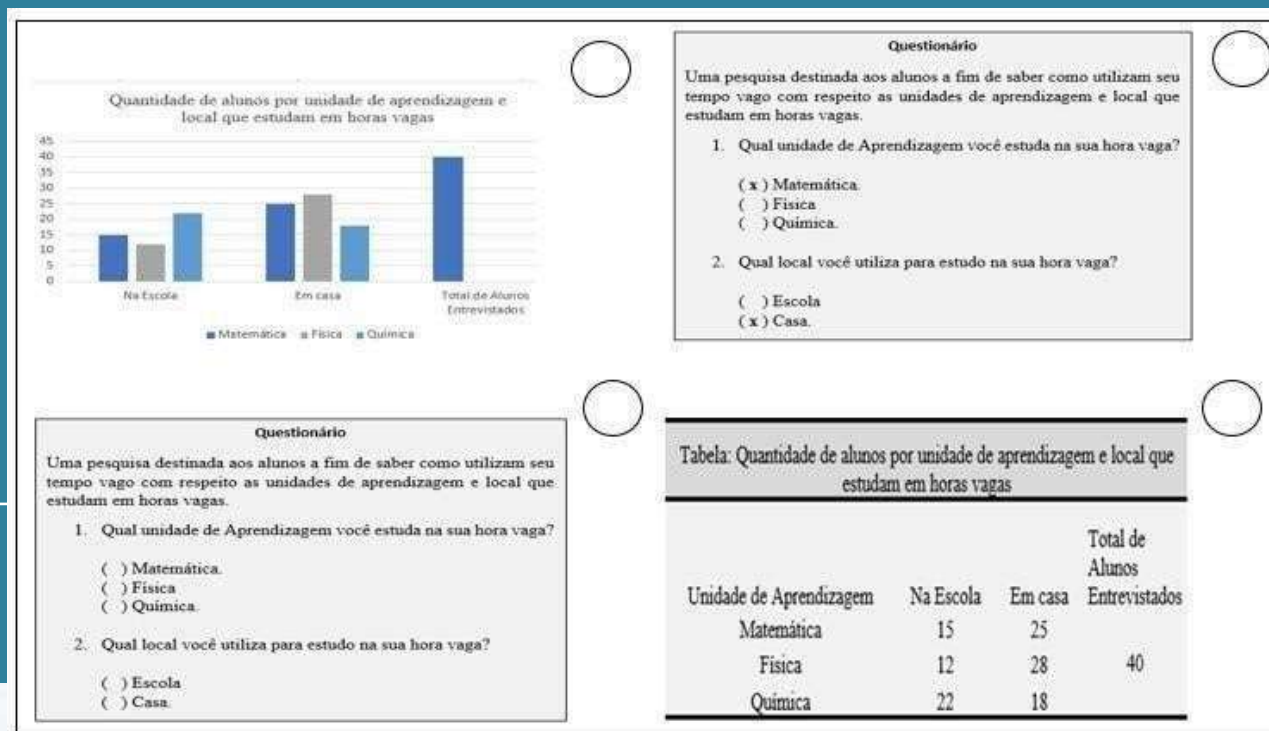 Quantidade de alunos por unidade de aprendizagem e
local que estudam em horas vagas
45
40
35
30
25
20
15
10
5
0
Na Escola
Em casa
Total de Alunos
Entrevistados
Matemática
Física
Química
Questionário
Uma pesquisa destinada aos alunos a fim de saber como utilizam seu
tempo vago com respeito as unidades de aprendizagem e local que
estudam em horas vagas.
1. Qual unidade de Aprendizagem você estuda na sua hora vaga?
( x ) Matemática.
( ) Física
( ) Química.
2. Qual local você utiliza para estudo na sua hora vaga?
( ) Escola
( x ) Casa.
Questionário
Uma pesquisa destinada aos alunos a fim de saber como utilizam seu
tempo vago com respeito as unidades de aprendizagem e local que
estudam em horas vagas.
1. Qual unidade de Aprendizagem você estuda na sua hora vaga?
( ) Matemática.
( ) Física
( ) Química.
2. Qual local você utiliza para estudo na sua hora vaga?
( ) Escola
( ) Casa.
Tabela: Quantidade de alunos por unidade de aprendizagem e local que
estudam em horas vagas
Total de
Alunos
Unidade de Aprendizagem Na Escola Em casa Entrevistados
Matemática 15 25
Física 12 28 40
Química 22 18